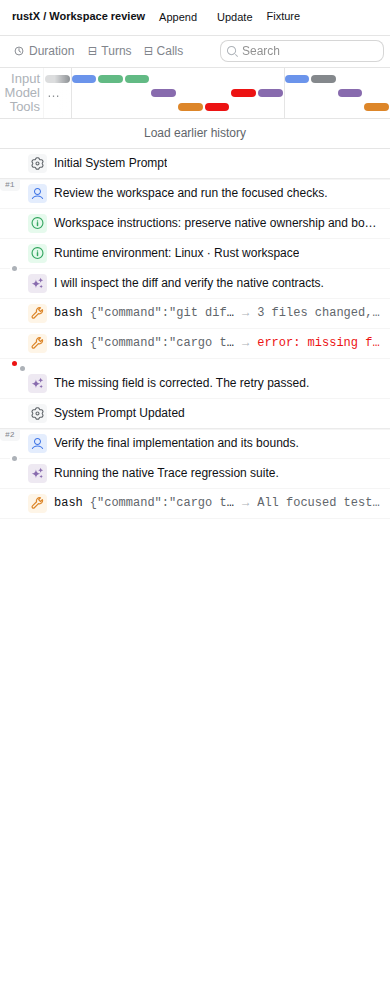 rustX / Workspace review Append Update Fixture
Duration Turns Calls Search
Input
Model ...
Tools
Load earlier history
Initial System Prompt
#1
Review the workspace and run the focused checks.
Workspace instructions: preserve native ownership and bo…
Runtime environment: Linux · Rust workspace
I will inspect the diff and verify the native contracts.
bash {"command":"git dif… → 3 files changed,…
bash {"command":"cargo t… → error: missing f…
The missing field is corrected. The retry passed.
System Prompt Updated
#2
Verify the final implementation and its bounds.
Running the native Trace regression suite.
bash {"command":"cargo t… → All focused test…